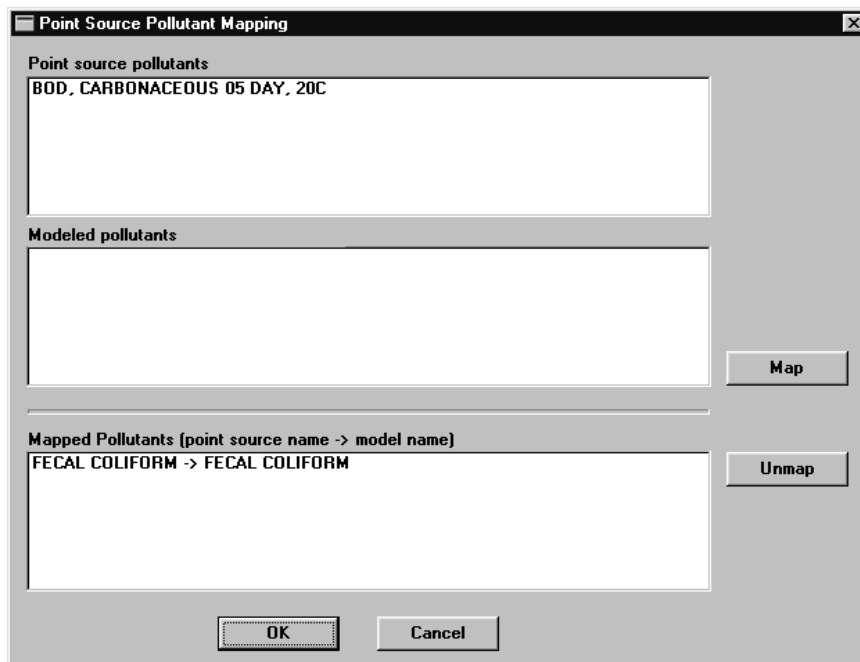 Point Source Pollutant Mapping
Point source pollutants
BOD, CARBONACEOUS 05 DAY, 20C
Modeled pollutants
Map
Mapped Pollutants (point source name -> model name)
FECAL COLIFORM -> FECAL COLIFORM
Unmap
OK
Cancel